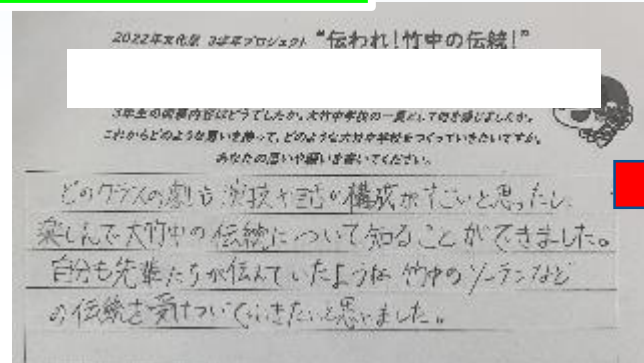 2022年文化祭 3年年プロジェクト “伝われ！竹中の伝統！”
3年生の発表内容はどうでしたか。大竹中学校の一員として何を感じましたか。
これからどのような思いを持って、どのような大竹中学校をつくっていきたいですか。
あなたの思いや願いを書いてください。
どのクラスの劇も演技や話の構成がすごいと思ったし、
楽しんで大竹中の伝統について知ることができました。
自分も先輩たちが伝えていたような竹中のソーランなど
の伝統を受けついでいきたいと思いました。